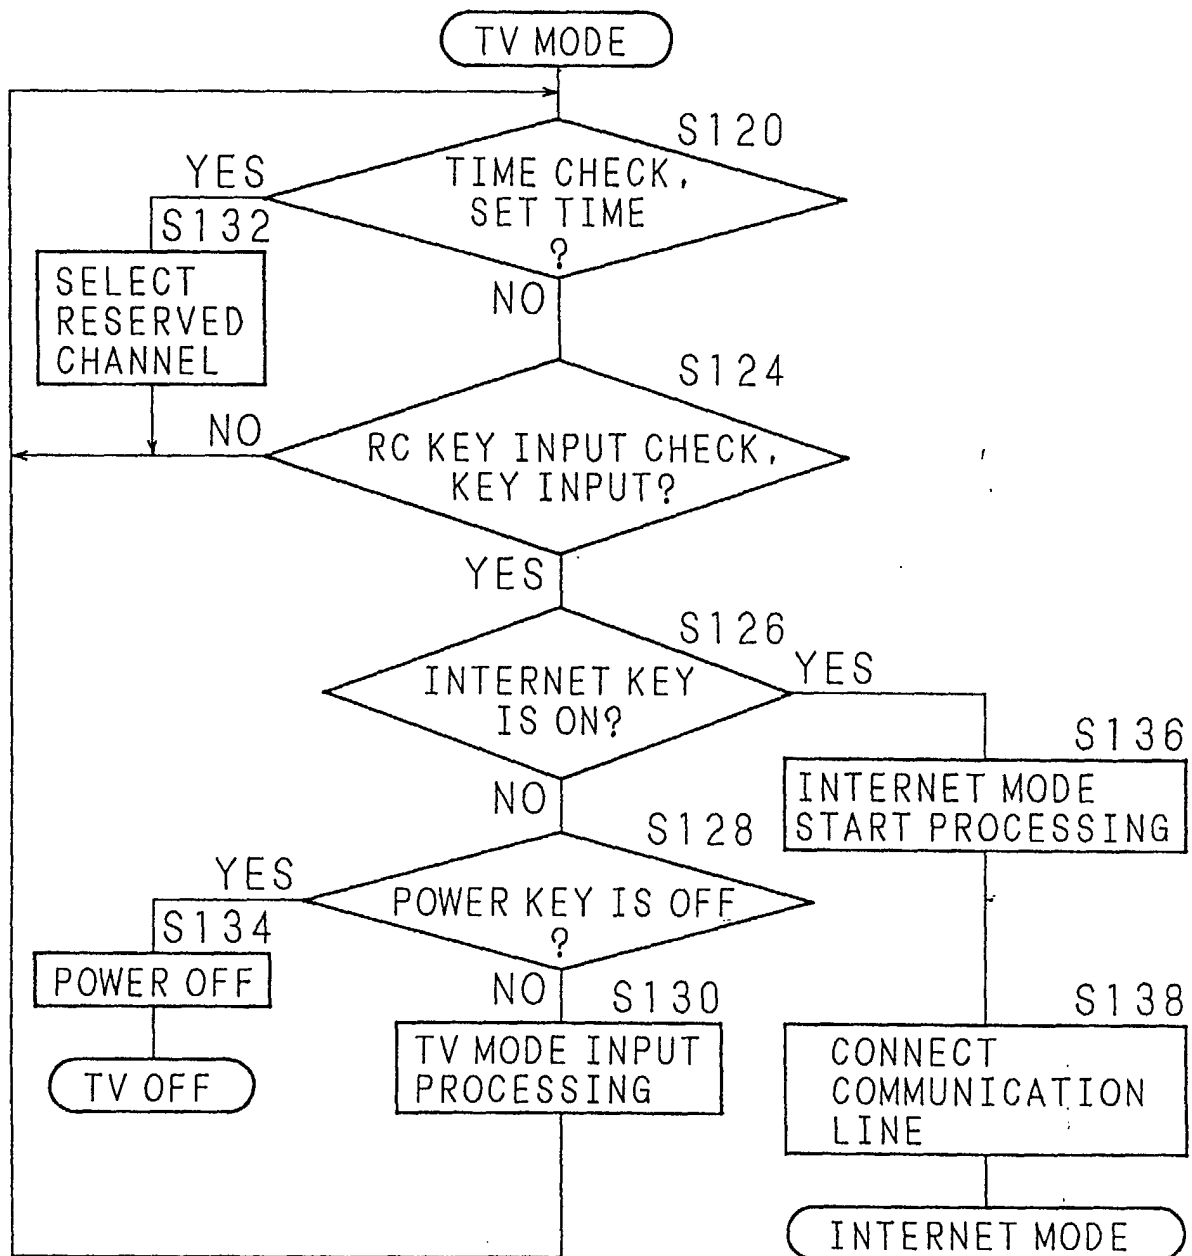 TV MODE
S120
YES
TIME CHECK,
SET TIME
?
S132
SELECT
RESERVED
CHANNEL
NO
S124
NO
RC KEY INPUT CHECK,
KEY INPUT?
YES
S126
INTERNET KEY
IS ON?
YES
S136
INTERNET MODE
START PROCESSING
NO
S128
YES
POWER KEY IS OFF
?
S134
POWER OFF
NO
S130
S138
TV MODE INPUT
PROCESSING
CONNECT
COMMUNICATION
LINE
TV OFF
INTERNET MODE